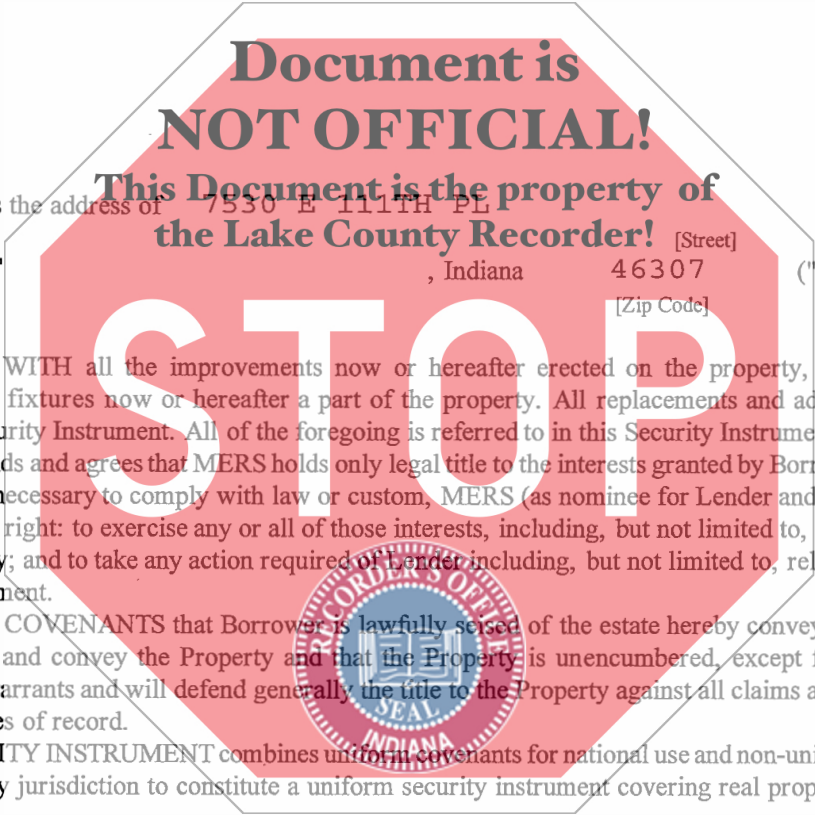 Document is
NOT OFFICIAL!
This Document is the property of
the address of 7530 E 111TH PL
the Lake County Recorder! [Street]
, Indiana 46307 ("
[Zip Code]
STOP
WITH all the improvements now or hereafter erected on the property,
fixtures now or hereafter a part of the property. All replacements and ad
urity Instrument. All of the foregoing is referred to in this Security Instrume
ds and agrees that MERS holds only legal title to the interests granted by Borr
necessary to comply with law or custom, MERS (as nominee for Lender and
right: to exercise any or all of those interests, including, but not limited to,
y; and to take any action required of Lender including, but not limited to, rel
ment.
COVENANTS that Borrower is lawfully seised of the estate hereby convey
and convey the Property and that the Property is unencumbered, except f
arrants and will defend generally the title to the Property against all claims a
es of record.
ITY INSTRUMENT combines uniform covenants for national use and non-uni
y jurisdiction to constitute a uniform security instrument covering real prop
RECORDER'S OFFICE
SEAL
INDIANA